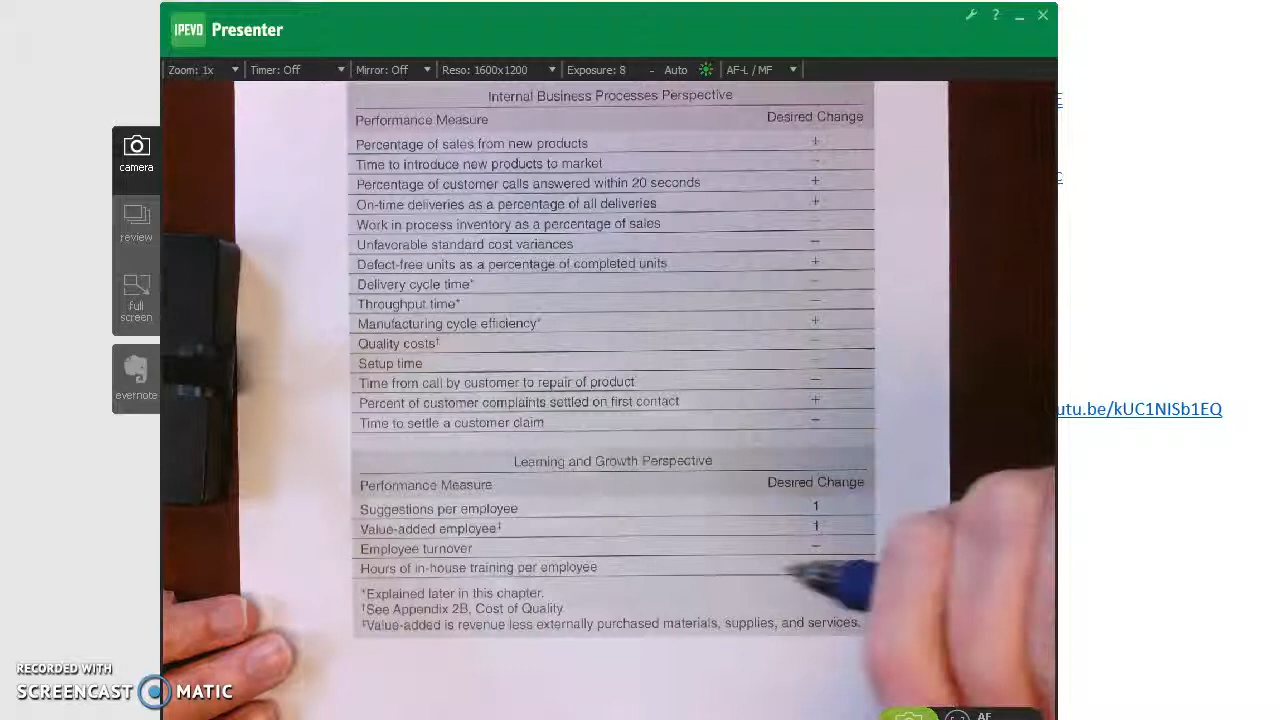 IPEVO Presenter
Zoom: 1x Timer: Off Mirror: Off Reso: 1600x1200 Exposure: 8 - Auto AF-L / MF
camera
review
full
screen
evernote
Internal Business Processes Perspective
Performance Measure Desired Change
Percentage of sales from new products +
Time to introduce new products to market -
Percentage of customer calls answered within 20 seconds +
On-time deliveries as a percentage of all deliveries +
Work in process inventory as a percentage of sales -
Unfavorable standard cost variances -
Defect-free units as a percentage of completed units +
Delivery cycle time* -
Throughput time* -
Manufacturing cycle efficiency* +
Quality costs† -
Setup time -
Time from call by customer to repair of product -
Percent of customer complaints settled on first contact +
Time to settle a customer claim -
utu.be/kUC1NISb1EQ
Learning and Growth Perspective
Performance Measure Desired Change
Suggestions per employee 1
Value-added employee‡ †
Employee turnover -
Hours of in-house training per employee
*Explained later in this chapter.
†See Appendix 2B, Cost of Quality
‡Value-added is revenue less externally purchased materials, supplies, and services.
RECORDED WITH
SCREENCAST MATIC
AF